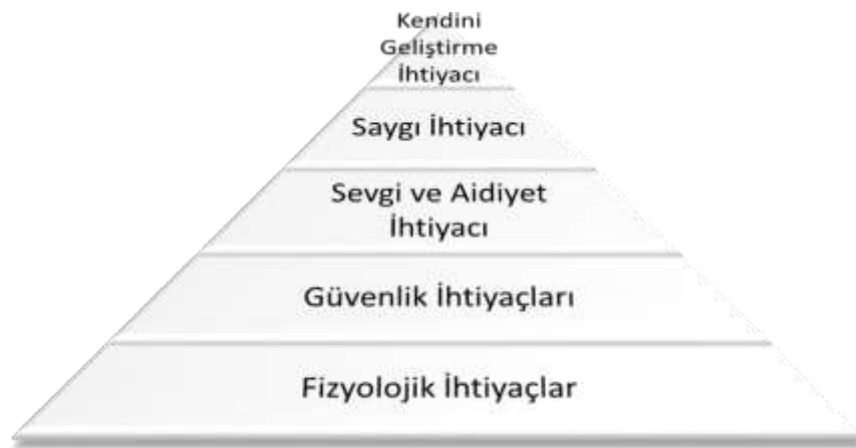 Kendini
Geliştirme
İhtiyacı
Saygı İhtiyacı
Sevgi ve Aidiyet
İhtiyacı
Güvenlik İhtiyaçları
Fizyolojik İhtiyaçlar